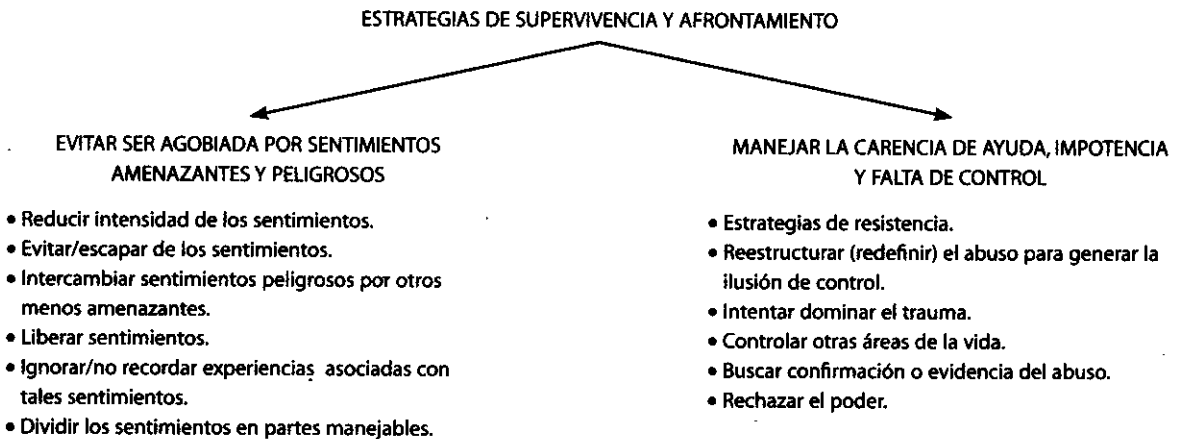 ESTRATEGIAS DE SUPERVIVENCIA Y AFRONTAMIENTO
EVITAR SER AGOBIADA POR SENTIMIENTOS
AMENAZANTES Y PELIGROSOS
• Reducir intensidad de los sentimientos.
• Evitar/escapar de los sentimientos.
• Intercambiar sentimientos peligrosos por otros
menos amenazantes.
• Liberar sentimientos.
• Ignorar/no recordar experiencias asociadas con
tales sentimientos.
• Dividir los sentimientos en partes manejables.
MANEJAR LA CARENCIA DE AYUDA, IMPOTENCIA
Y FALTA DE CONTROL
• Estrategias de resistencia.
• Reestructurar (redefinir) el abuso para generar la
ilusión de control.
• Intentar dominar el trauma.
• Controlar otras áreas de la vida.
• Buscar confirmación o evidencia del abuso.
• Rechazar el poder.